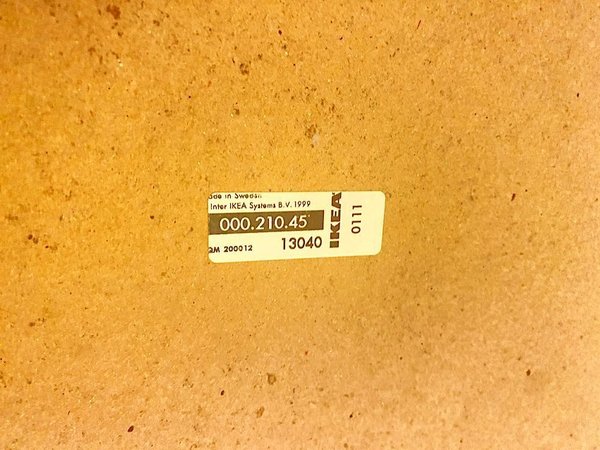 ade in Sweden
Inter IKEA Systems B.V. 1999
000.210.45
2M 200012
13040
IKEA
0111